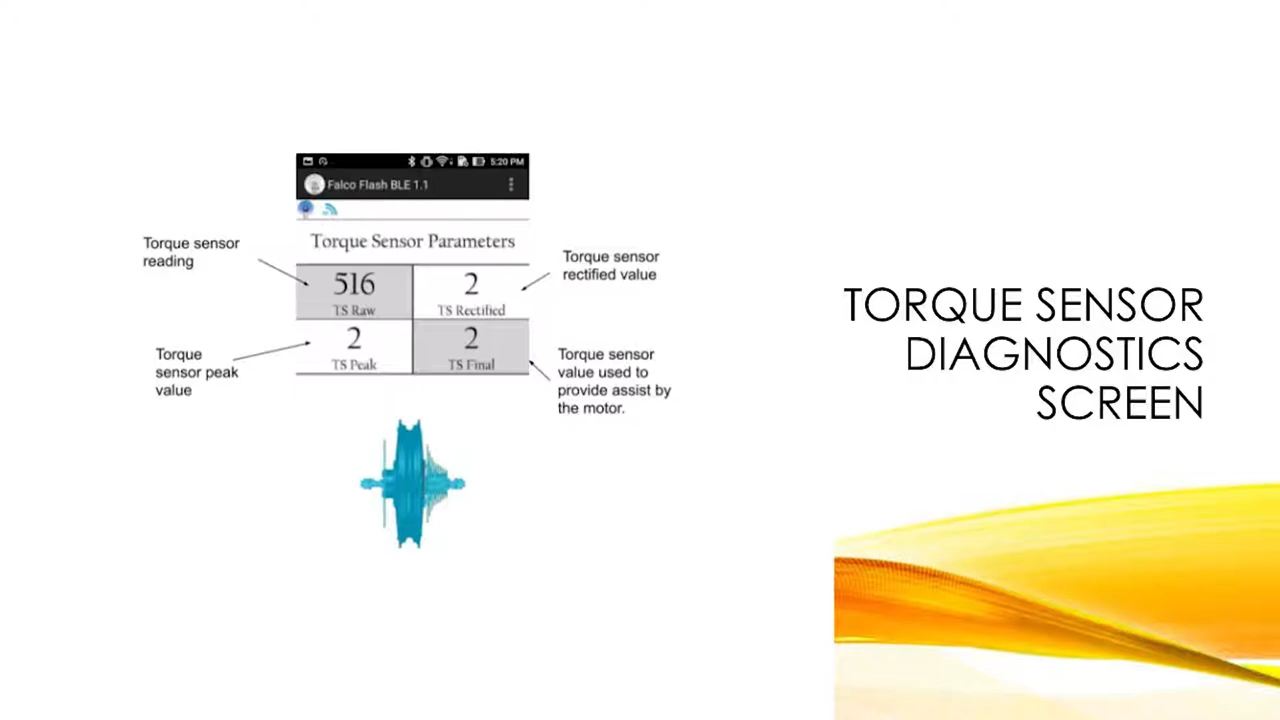 5:20 PM
Falco Flash BLE 1.1
Torque Sensor Parameters
516
TS Raw
2
TS Rectified
2
TS Peak
2
TS Final
Torque sensor
reading
Torque
sensor peak
value
Torque sensor
rectified value
Torque sensor
value used to
provide assist by
the motor.
TORQUE SENSOR
DIAGNOSTICS
SCREEN